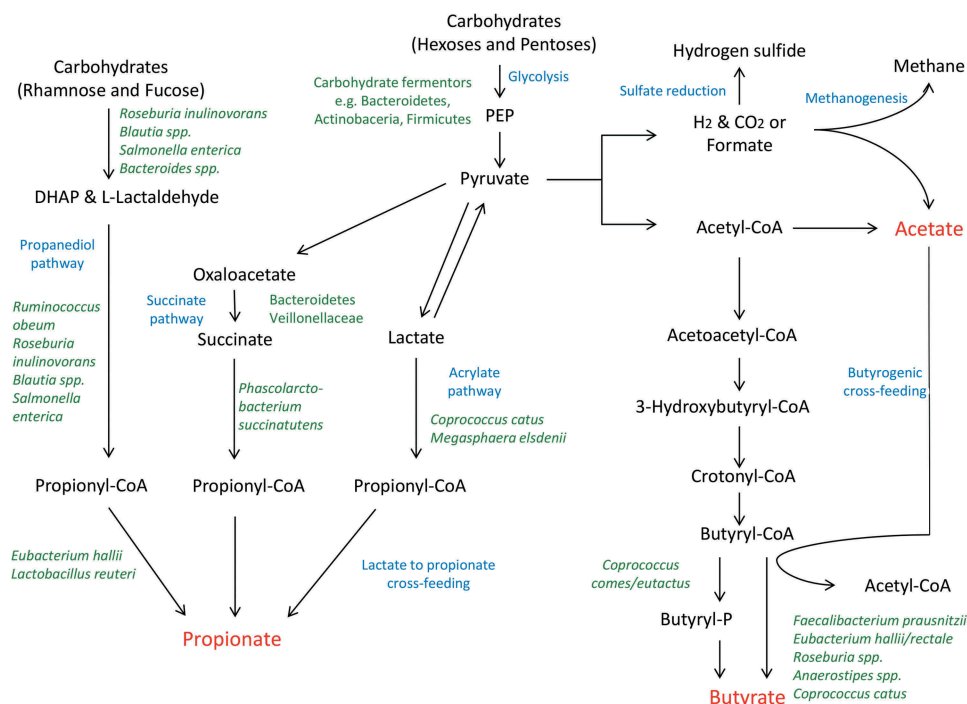 Carbohydrates
(Rhamnose and Fucose)
Roseburia inulinovorans
Blautia spp.
Salmonella enterica
Bacteroides spp.
DHAP & L-Lactaldehyde
Propanediol
pathway
Ruminococcus
obeum
Roseburia
inulinovorans
Blautia spp.
Salmonella
enterica
Propionyl-CoA
Eubacterium hallii
Lactobacillus reuteri
Carbohydrates
(Hexoses and Pentoses)
Carbohydrate fermentors
e.g. Bacteroidetes,
Actinobaceria, Firmicutes
Glycolysis
PEP
Pyruvate
Oxaloacetate
Succinate
pathway
Bacteroidetes
Veillonellaceae
Succinate
Phascolarcto-
bacterium
succinatutens
Propionyl-CoA
Lactate
Acrylate
pathway
Coprococcus catus
Megasphaera elsdenii
Propionyl-CoA
Lactate to propionate
cross-feeding
Propionate
Hydrogen sulfide
Sulfate reduction
H2 & CO2 or
Formate
Methane
Methanogenesis
Acetyl-CoA
Acetate
Acetoacetyl-CoA
3-Hydroxybutyryl-CoA
Butyrogenic
cross-feeding
Crotonyl-CoA
Butyryl-CoA
Coprococcus
comes/eutactus
Acetyl-CoA
Butyryl-P
Faecalibacterium prausnitzii
Eubacterium hallii/rectale
Roseburia spp.
Anaerostipes spp.
Coprococcus catus
Butyrate